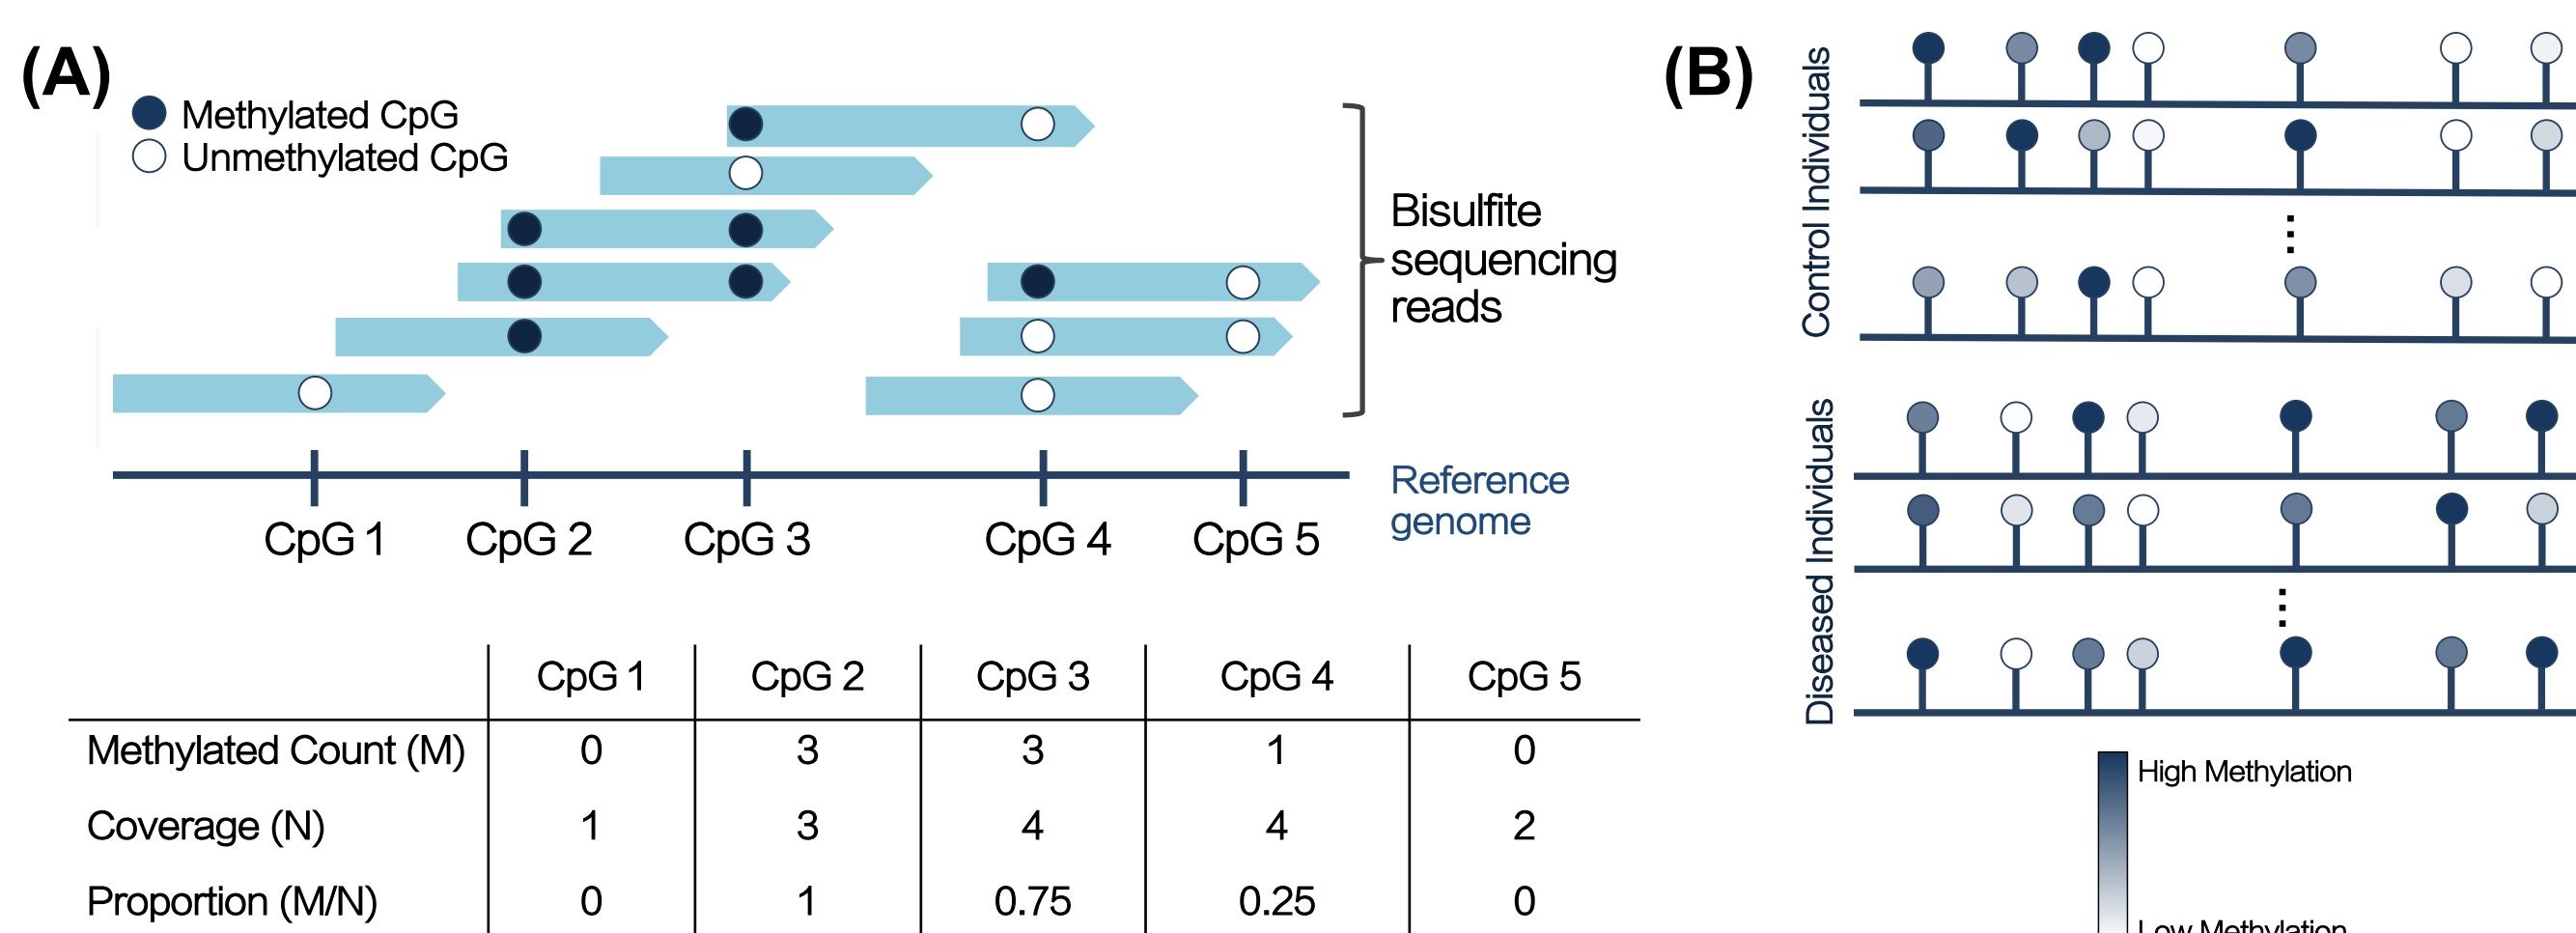 (A)
Methylated CpG
Unmethylated CpG
Bisulfite
sequencing
reads
Reference
genome
CpG 1 CpG 2 CpG 3 CpG 4 CpG 5
CpG 1 CpG 2 CpG 3 CpG 4 CpG 5
Methylated Count (M) 0 3 3 1 0
Coverage (N) 1 3 4 4 2
Proportion (M/N) 0 1 0.75 0.25 0
(B)
Control Individuals
Diseased Individuals
High Methylation
Low Methylation